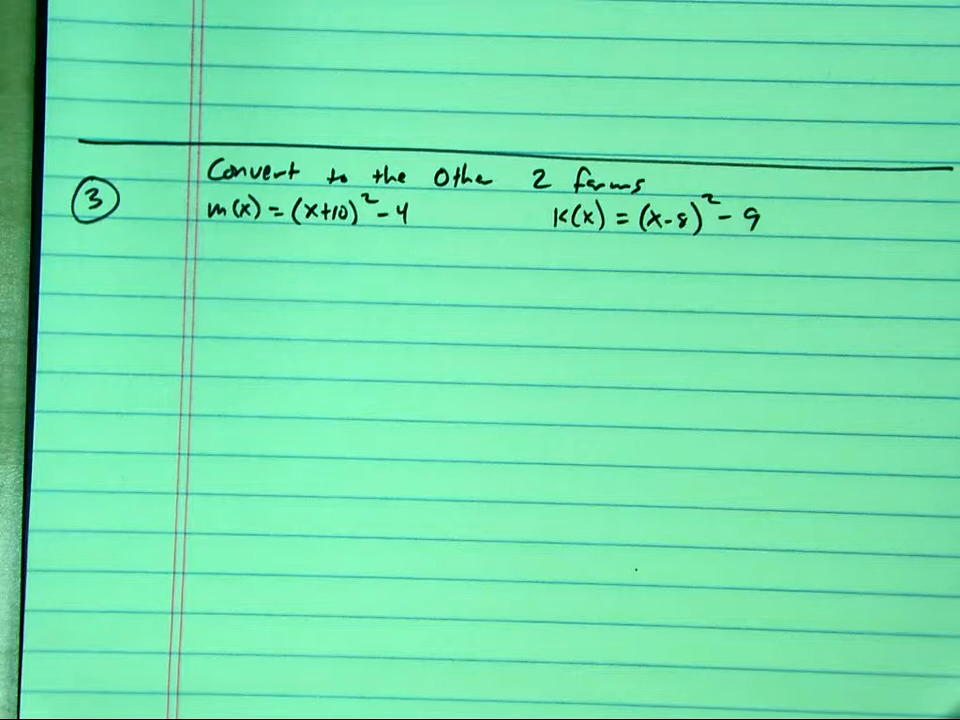 Convert to the Other 2 forms
3 m(x) = (x+10)² - 4 k(x) = (x-8)² - 9